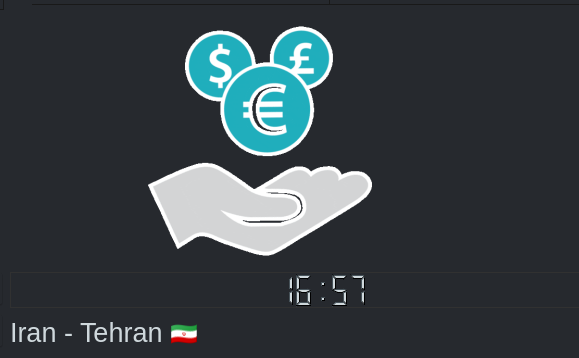 $ £
€
16:57
Iran - Tehran 🇮🇷